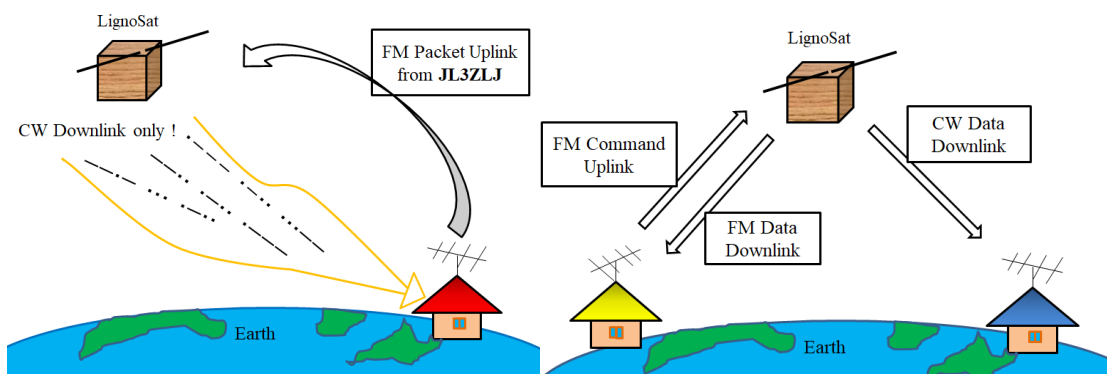 LignoSat
FM Packet Uplink
from JL3ZLJ
CW Downlink only !
Earth
LignoSat
FM Command
Uplink
CW Data
Downlink
FM Data
Downlink
Earth